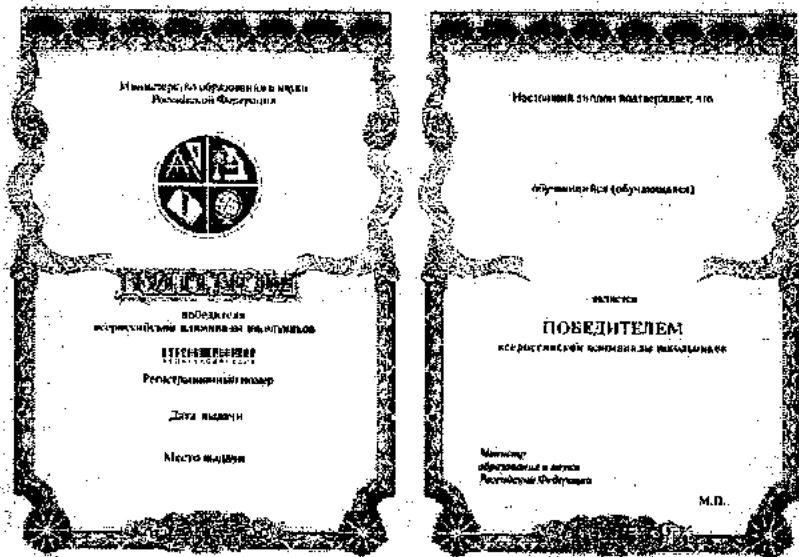 Министерство образования и науки
Российской Федерации
ДИПЛОМ
победителя
всероссийской олимпиады школьников
Регистрационный номер
Дата выдачи
Место выдачи
Настоящий диплом подтверждает, что
обучающийся (обучающаяся)
является
ПОБЕДИТЕЛЕМ
всероссийской олимпиады школьников
Министр
образования и науки
Российской Федерации
М.П.